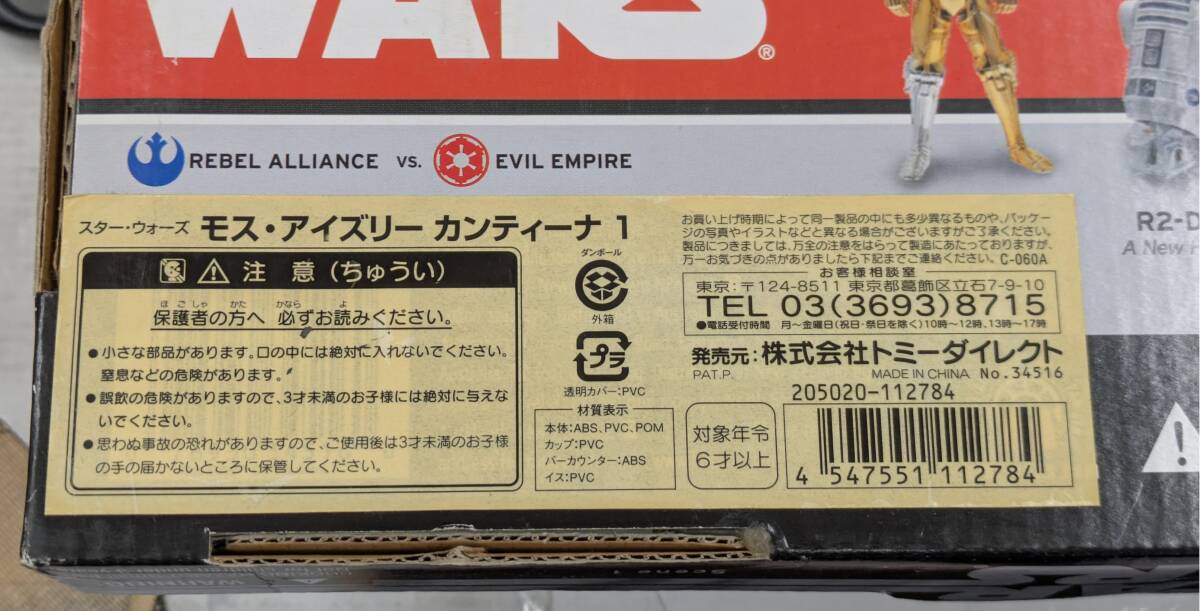 WARS®
REBEL ALLIANCE VS. EVIL EMPIRE
R2-D
A New
スター・ウォーズ モス・アイズリー カンティーナ 1
注 意 (ちゅうい)
ほごしゃ かた かなら よ
保護者の方へ 必ずお読みください。
●小さな部品があります。口の中には絶対に入れないでください。
窒息などの危険があります。
●誤飲の危険がありますので、3才未満のお子様には絶対に与えな
いでください。
●思わぬ事故の恐れがありますので、ご使用後は3才未満のお子様
の手の届かないところに保管してください。
ダンボール
外箱
プラ
透明カバー:PVC
材質表示
本体:ABS、PVC、POM
カップ:PVC
バーカウンター:ABS
イス:PVC
お買い上げ時期によって同一製品の中にも多少異なるものや、パッケー
ジの写真やイラストなどと異なる場合がございますがご了承ください。
製品につきましては、万全の注意をはらって製造にあたっておりますが、
万一お気づきの点がありましたら下記までご連絡ください。C-060A
お客様相談室
東京:〒124-8511 東京都葛飾区立石7-9-10
TEL 03(3693)8715
●電話受付時間 月〜金曜日(祝日・祭日を除く)10時〜12時、13時〜17時
発売元:株式会社トミーダイレクト
PAT.P. MADE IN CHINA No.34516
205020-112784
対象年令
6才以上
4 547551 112784
WARNING
Scene 1